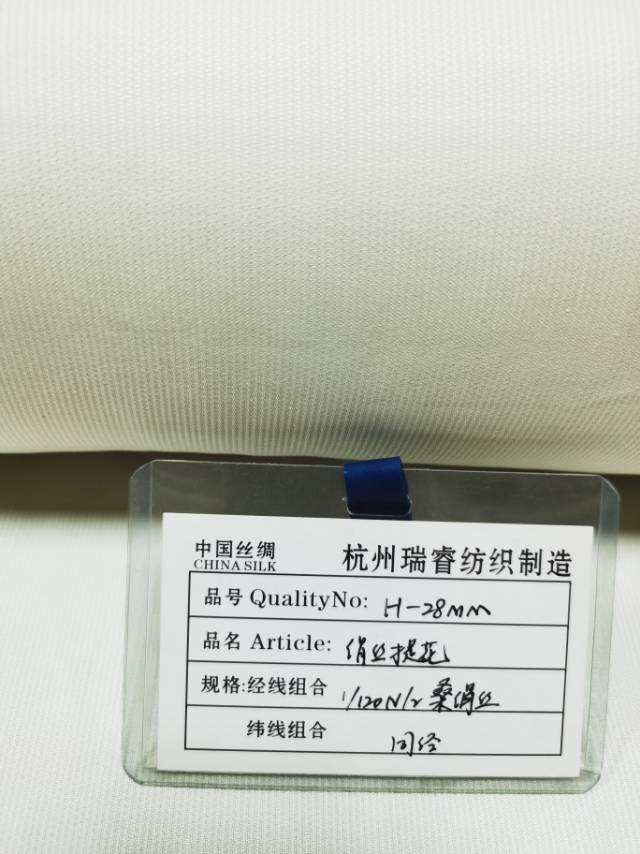 中国丝绸
CHINA SILK
杭州瑞睿纺织制造
品号 QualityNo: H-28MM
品名 Article: 绢丝提花
规格:经线组合 1/120N/2 桑绢丝
纬线组合 同经